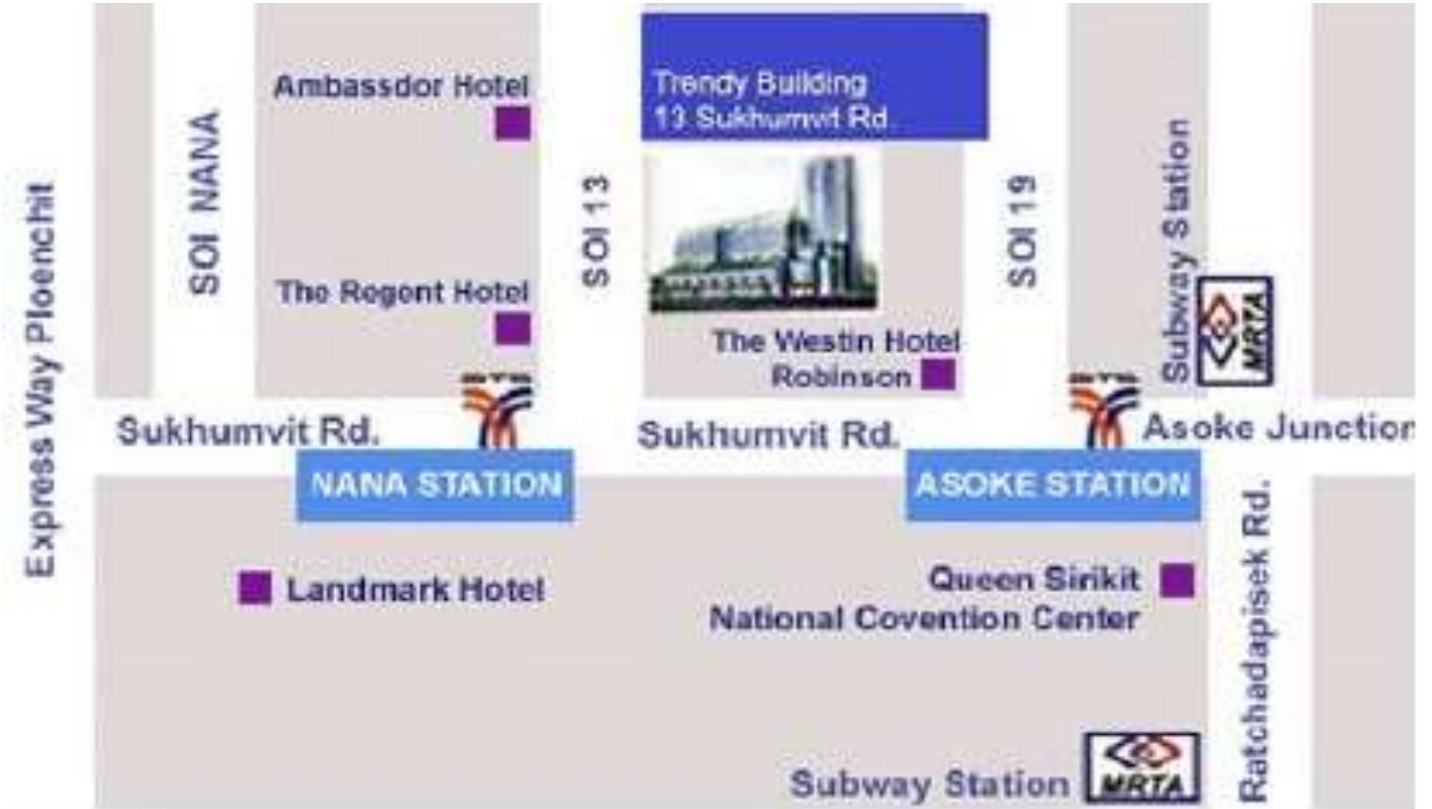 Ambassdor Hotel
Trendy Building
13 Sukhumvit Rd.
SOI NANA
SOI 13
SOI 19
Subway Station
MRTA
Express Way Ploenchit
The Regent Hotel
The Westin Hotel
Robinson
BTS
BTS
Sukhumvit Rd.
Sukhumvit Rd.
Asoke Junction
NANA STATION
ASOKE STATION
Landmark Hotel
Queen Sirikit
National Covention Center
Ratchadapisek Rd.
Subway Station
MRTA